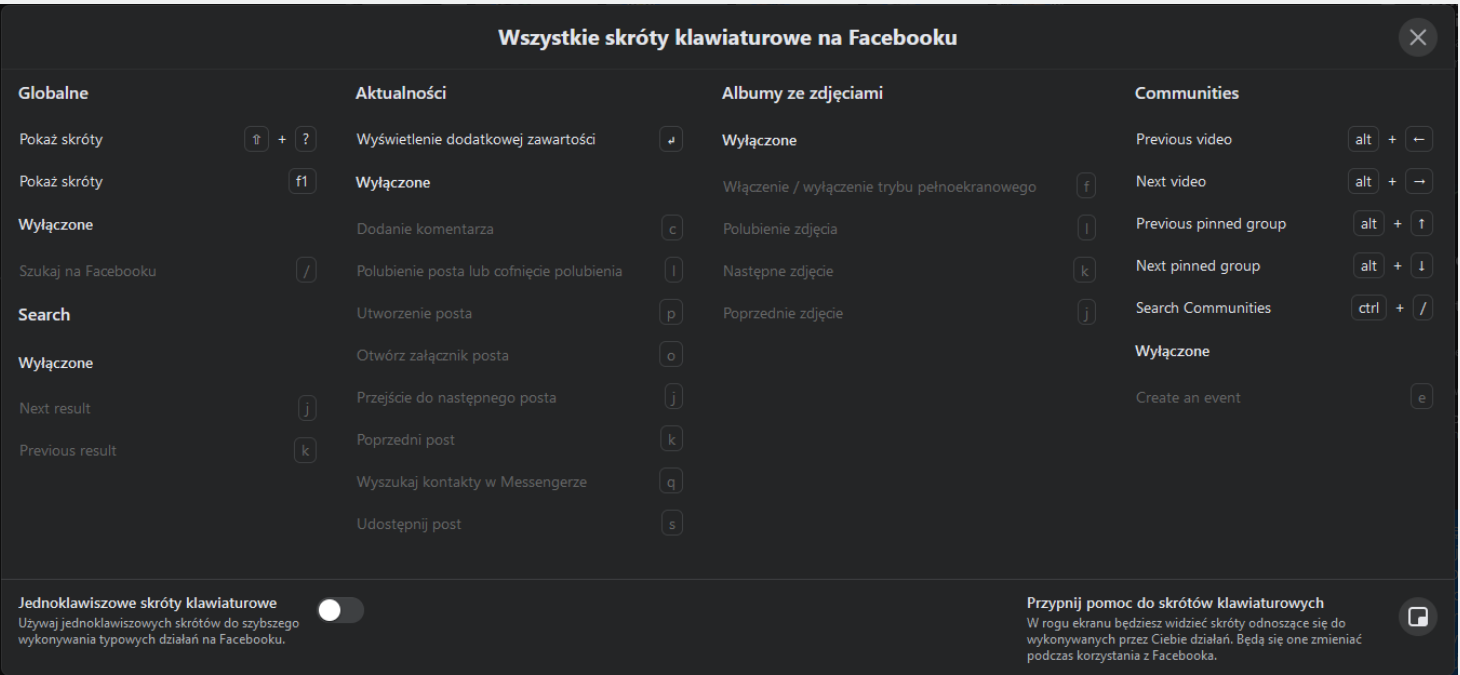 Wszystkie skróty klawiaturowe na Facebooku
Globalne
Pokaż skróty ⇧ + ?
Pokaż skróty f1
Wyłączone
Szukaj na Facebooku /
Search
Wyłączone
Next result j
Previous result k
Aktualności
Wyświetlenie dodatkowej zawartości ↵
Wyłączone
Dodanie komentarza c
Polubienie posta lub cofnięcie polubienia l
Utworzenie posta p
Otwórz załącznik posta o
Przejście do następnego posta j
Poprzedni post k
Wyszukaj kontakty w Messengerze q
Udostępnij post s
Albumy ze zdjęciami
Wyłączone
Włączenie / wyłączenie trybu pełnoekranowego f
Polubienie zdjęcia l
Następne zdjęcie k
Poprzednie zdjęcie j
Communities
Previous video alt + ←
Next video alt + →
Previous pinned group alt + ↑
Next pinned group alt + ↓
Search Communities ctrl + /
Wyłączone
Create an event e
Jednoklawiszowe skróty klawiaturowe
Używaj jednoklawiszowych skrótów do szybszego
wykonywania typowych działań na Facebooku.
Przypnij pomoc do skrótów klawiaturowych
W rogu ekranu będziesz widzieć skróty odnoszące się do
wykonywanych przez Ciebie działań. Będą się one zmieniać
podczas korzystania z Facebooka.